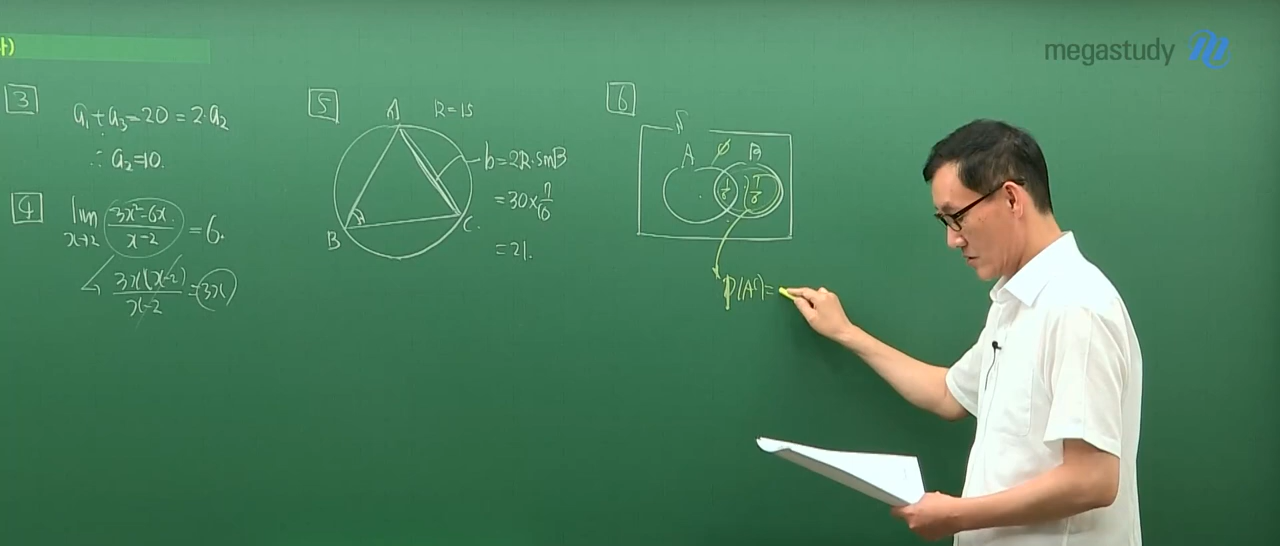 가)
megastudy
3
a₁+a₃=20=2·a₂
∴a₂=10.
4
lim x→2 (3x²-6x)/(x-2) = 6.
3x(x-2)/(x-2) = 3x
5
A
R=15
B
C.
b=2R·sinB
=30×7/10
=21.
6
S
A
∅
B
P(A^c)=